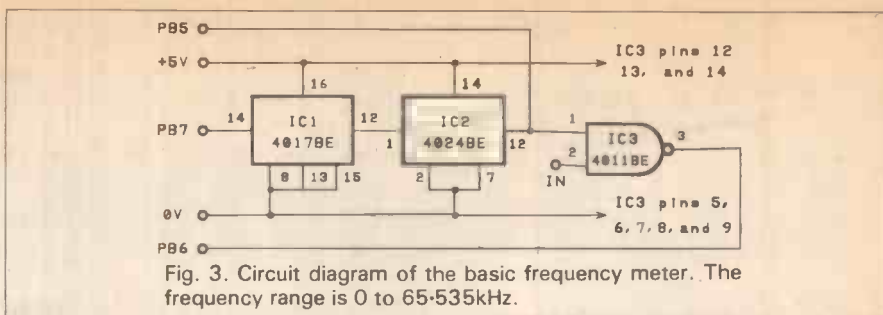 PB5
+5V
IC3 pins 12
13, and 14
16
14
PB7
14
IC1
4017BE
12
1
IC2
4024BE
12
1
2
IN
IC3
4011BE
3
8
13
15
2
7
0V
IC3 pins 5,
6, 7, 8, and 9
PB6
Fig. 3. Circuit diagram of the basic frequency meter. The
frequency range is 0 to 65·535kHz.